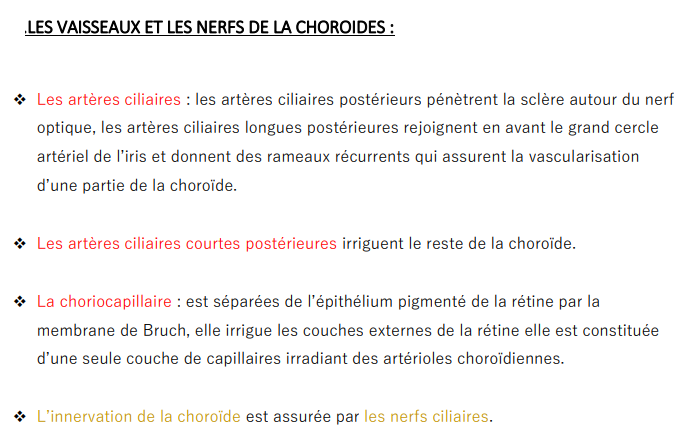 .LES VAISSEAUX ET LES NERFS DE LA CHOROIDES :
❖ Les artères ciliaires : les artères ciliaires postérieurs pénètrent la sclère autour du nerf
optique, les artères ciliaires longues postérieures rejoignent en avant le grand cercle
artériel de l’iris et donnent des rameaux récurrents qui assurent la vascularisation
d’une partie de la choroïde.
❖ Les artères ciliaires courtes postérieures irriguent le reste de la choroïde.
❖ La choriocapillaire : est séparées de l’épithélium pigmenté de la rétine par la
membrane de Bruch, elle irrigue les couches externes de la rétine elle est constituée
d’une seule couche de capillaires irradiant des artérioles choroïdiennes.
❖ L’innervation de la choroïde est assurée par les nerfs ciliaires.